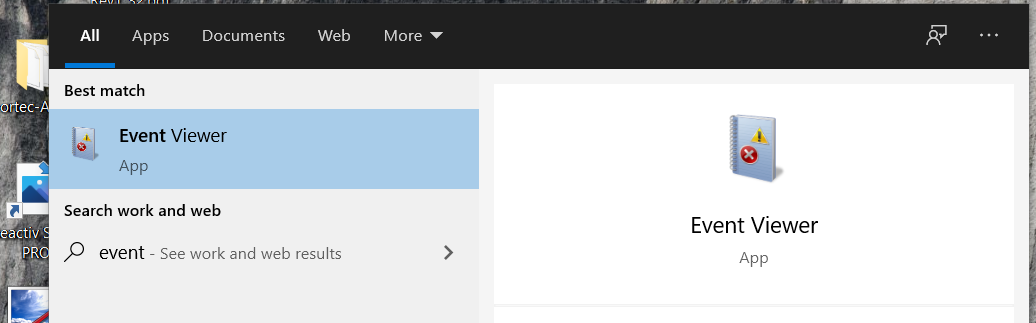 All
Apps
Documents
Web
More
Best match
Event Viewer
App
Search work and web
event - See work and web results
Event Viewer
App
ortec-A
eactiv S
PRO